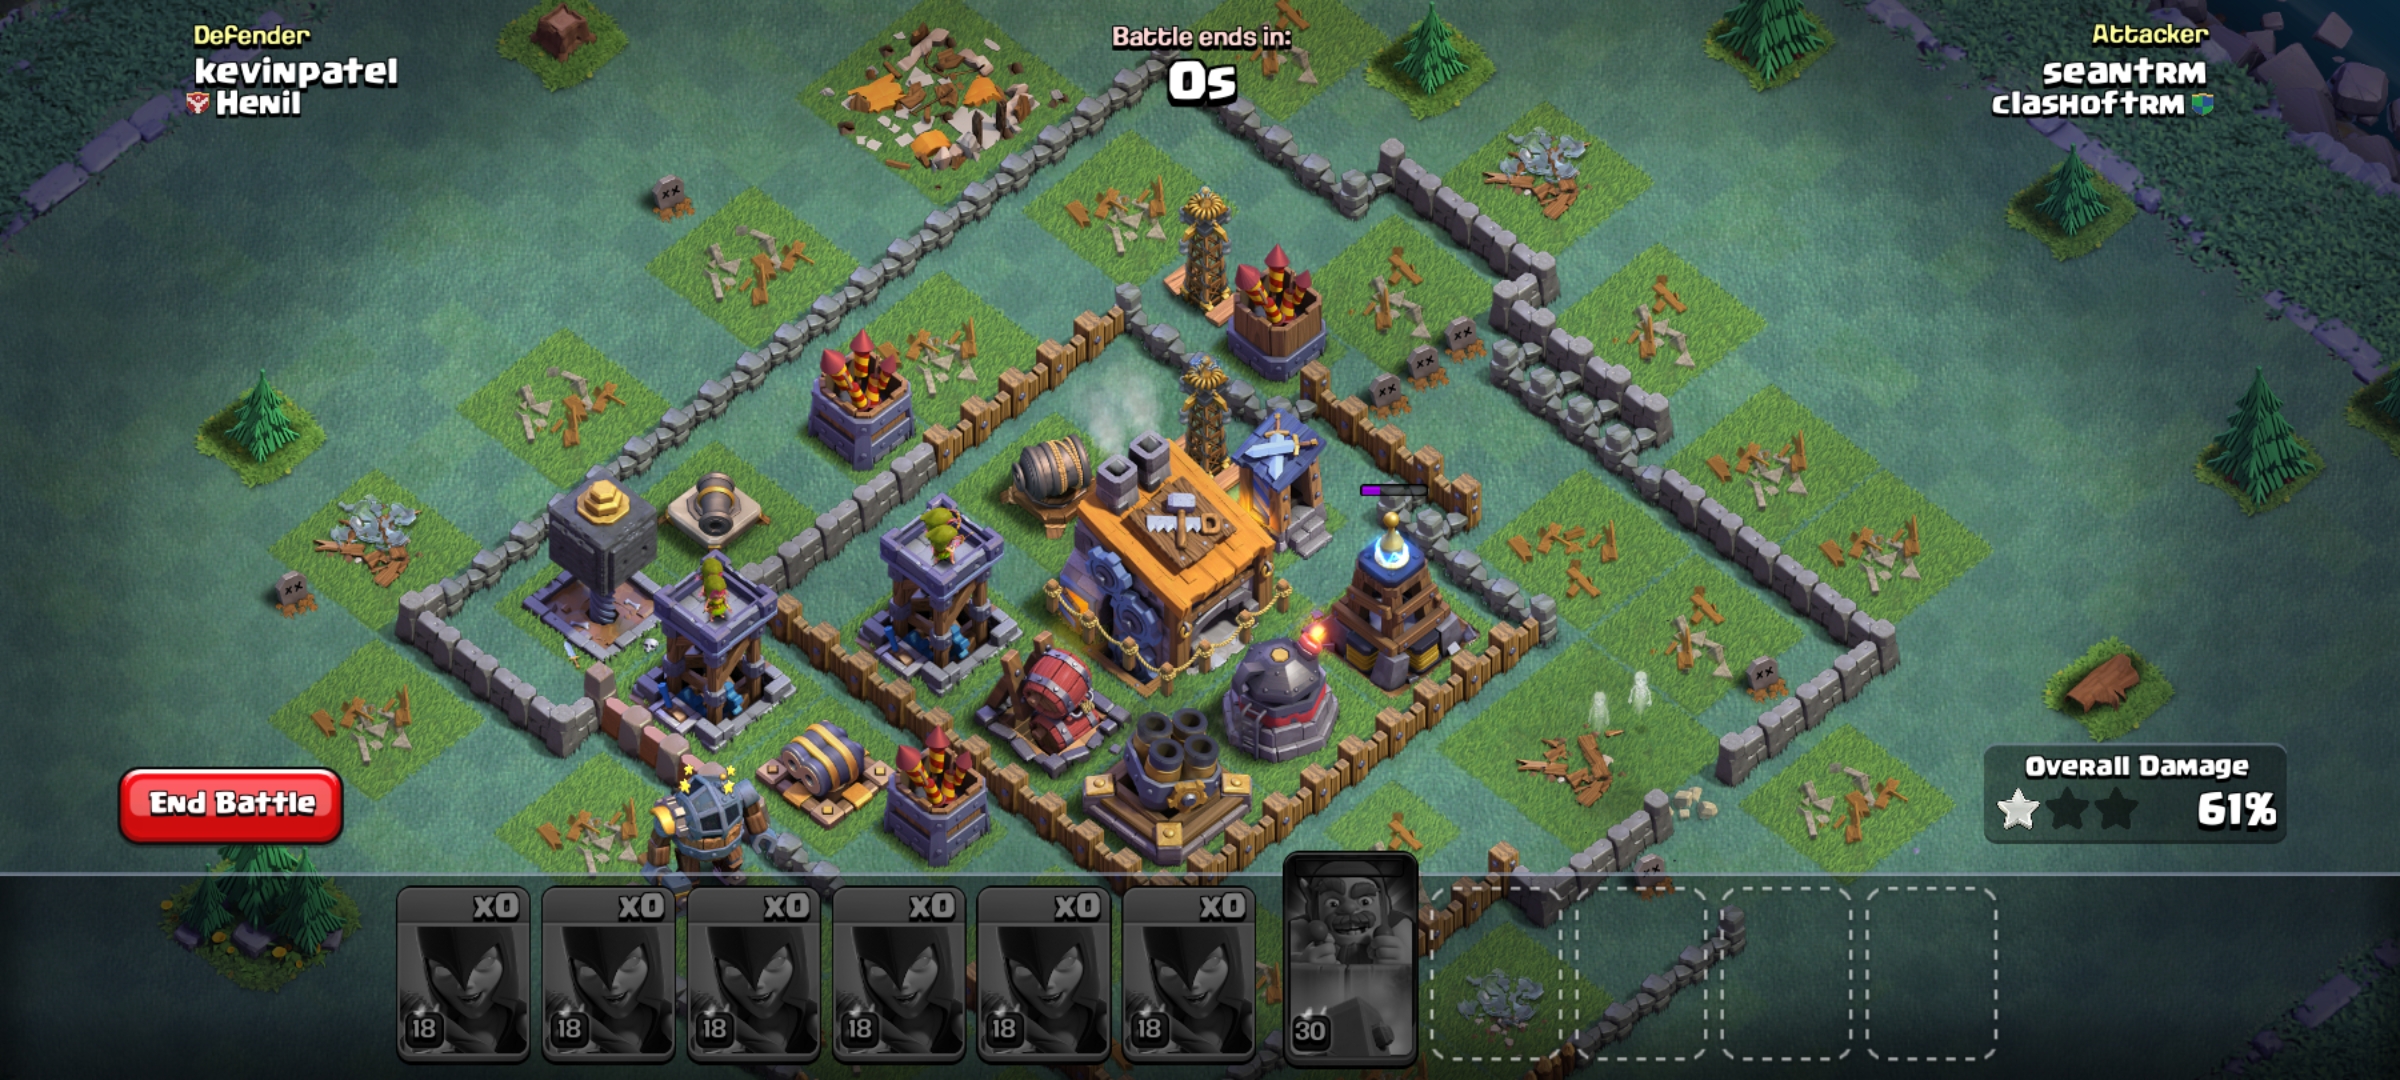 Defender
kevinpatel
Henil
Battle ends in:
0s
Attacker
seantrm
clashoftrm
End Battle
Overall Damage
61%
x0
x0
x0
x0
x0
x0
18
18
18
18
18
18
30